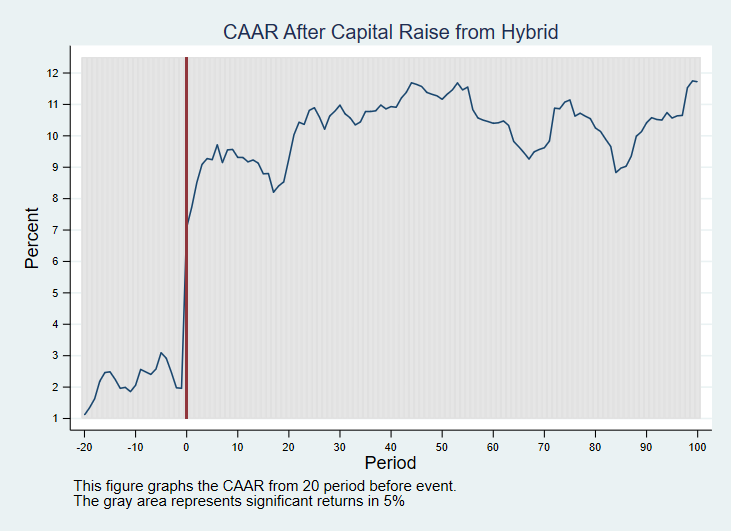 CAAR After Capital Raise from Hybrid
Percent
12
11
10
9
8
7
6
5
4
3
2
1
-20 -10 0 10 20 30 40 50 60 70 80 90 100
Period
This figure graphs the CAAR from 20 period before event.
The gray area represents significant returns in 5%